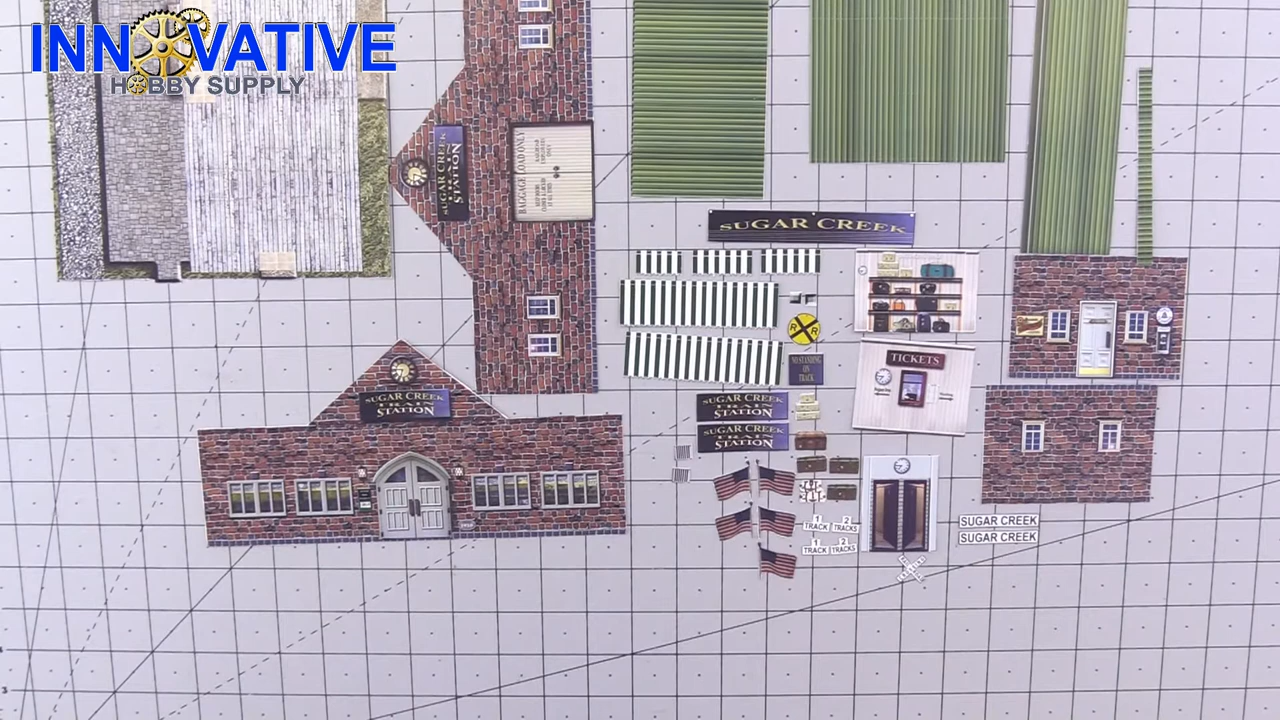 INNOVATIVE
HOBBY SUPPLY
SUGAR CREEK
TRAIN
STATION
BAGGAGE LOAD ONLY
SUGAR CREEK
NO STANDING
ON
TRACK
R R
TICKETS
SUGAR CREEK
TRAIN
STATION
SUGAR CREEK
TRAIN
STATION
SUGAR CREEK
TRAIN
STATION
1
TRACK
2
TRACKS
1
TRACK
2
TRACKS
SUGAR CREEK
SUGAR CREEK